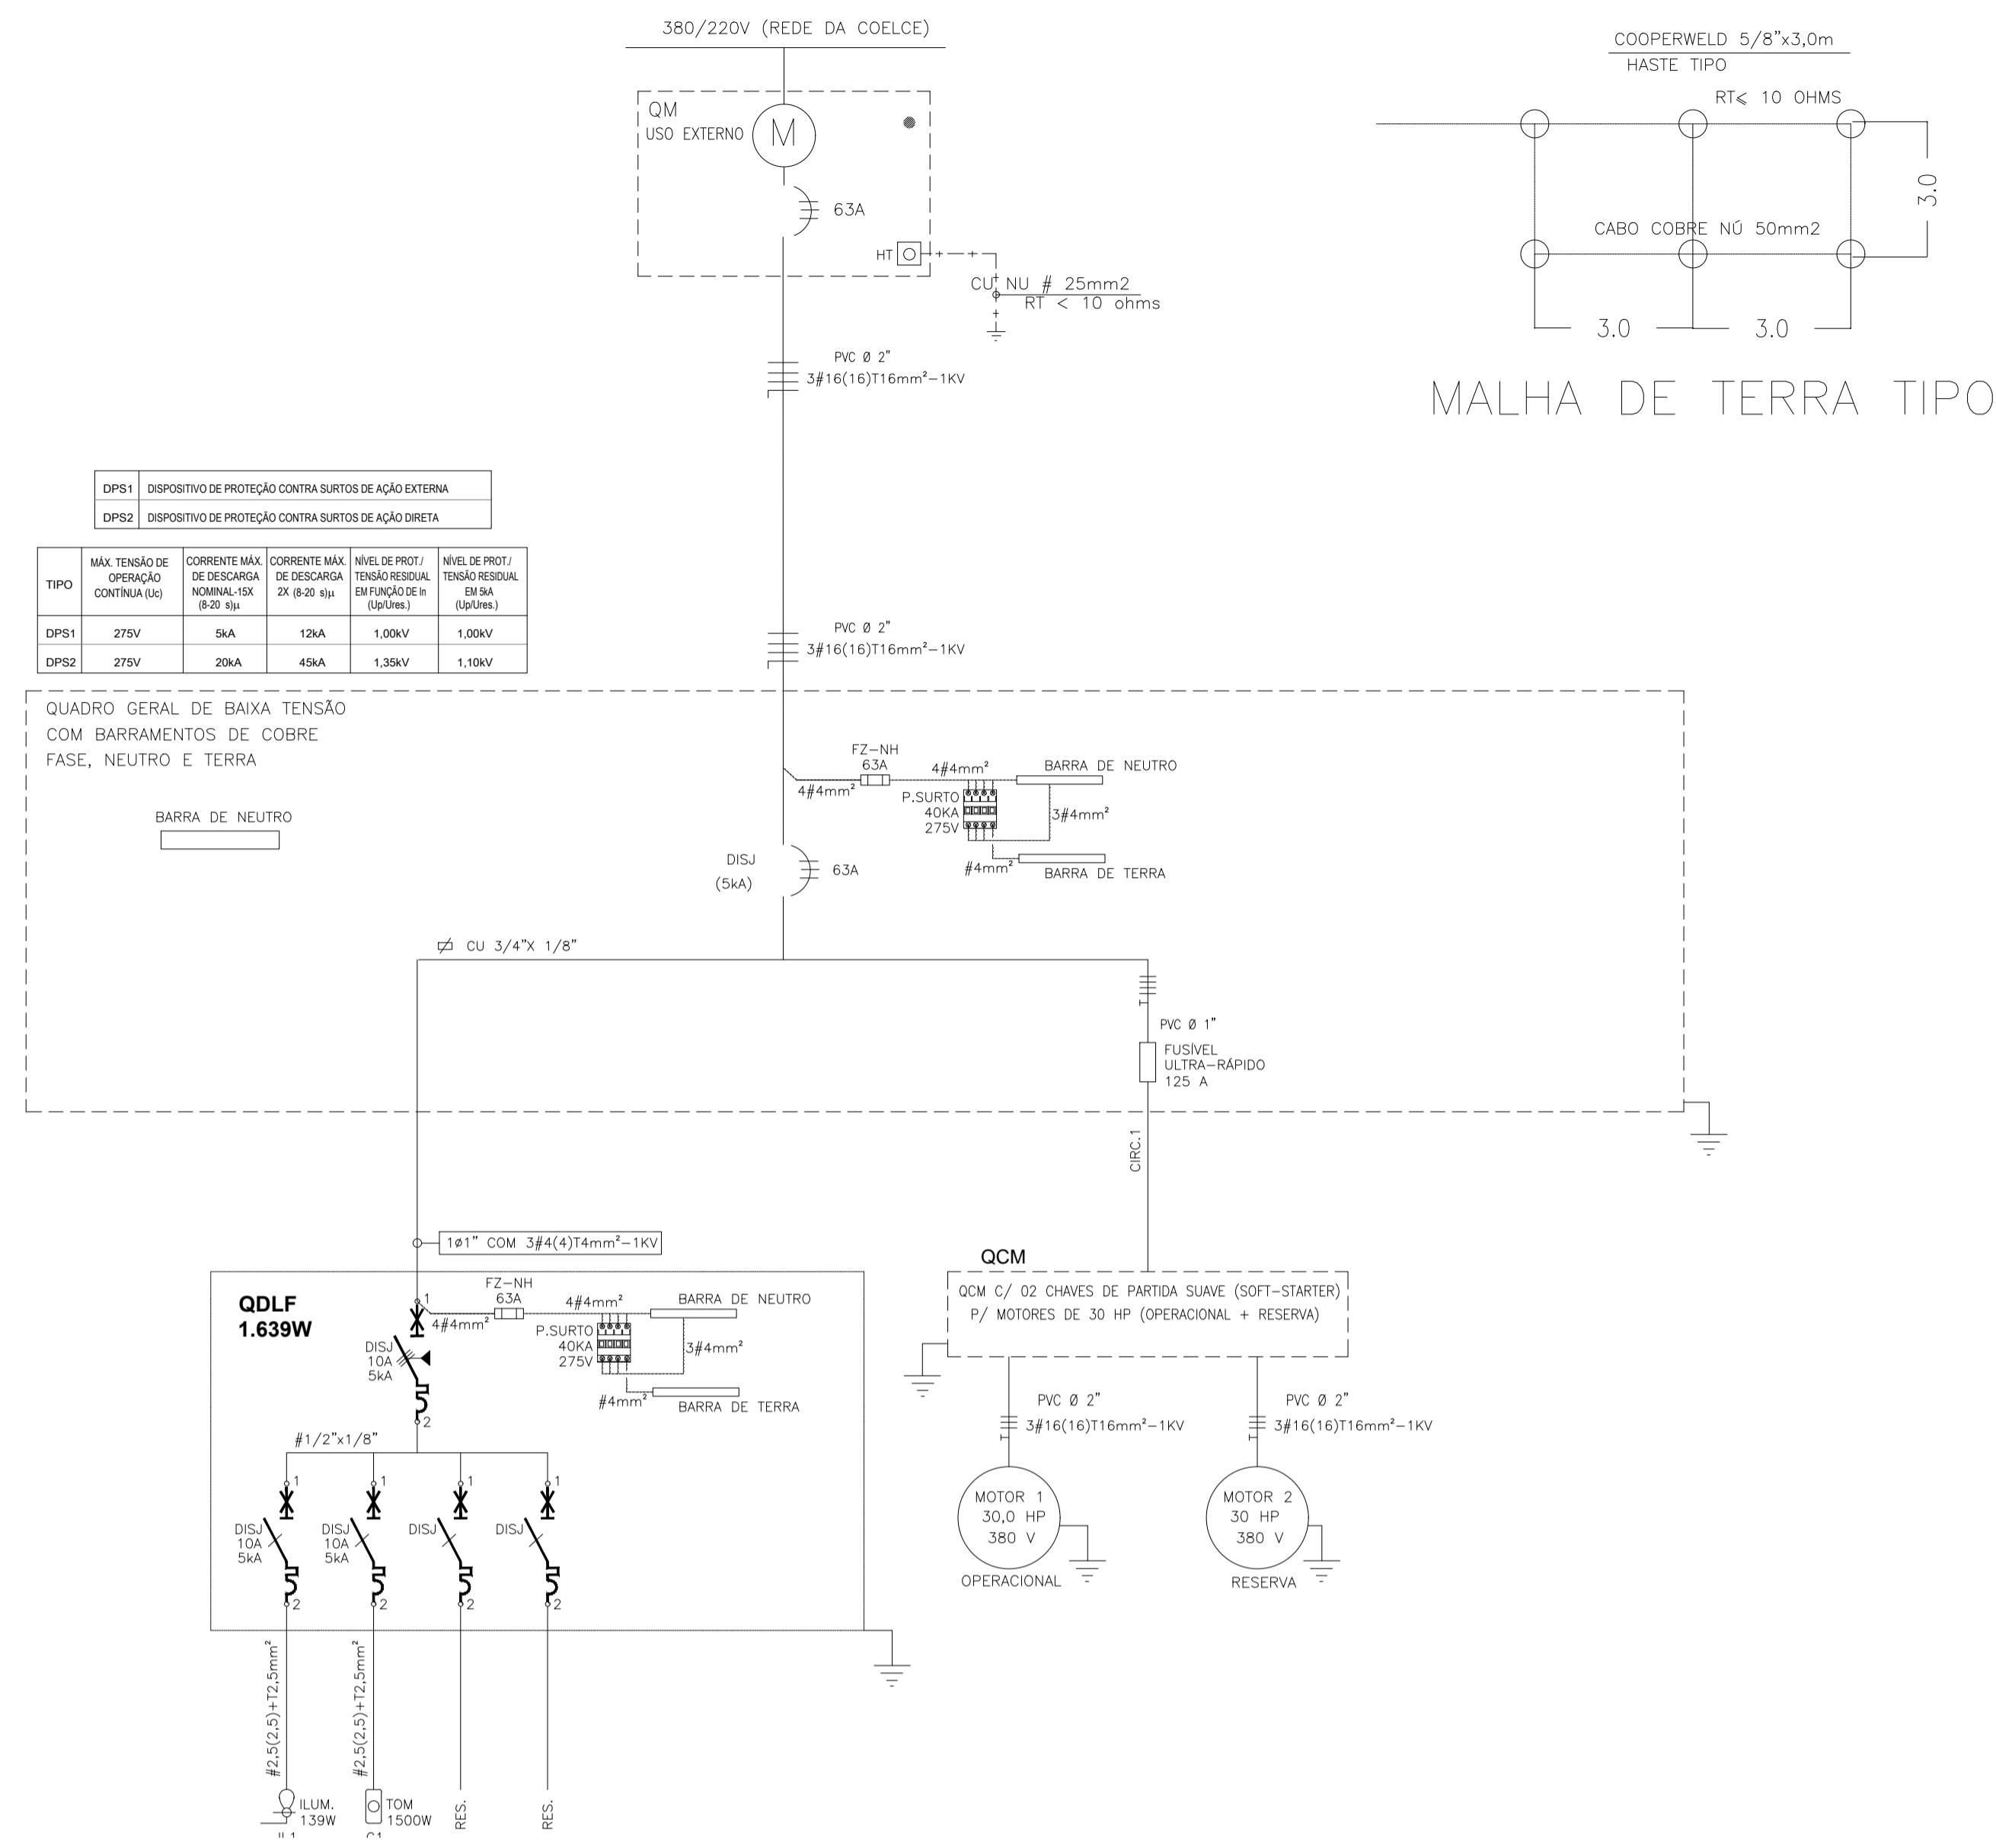 380/220V (REDE DA COELCE)
QM
USO EXTERNO
M
63A
HT
CU NU # 25mm2
RT < 10 ohms
COOPERWELD 5/8"x3,0m
HASTE TIPO
RT≤ 10 OHMS
CABO COBRE NÚ 50mm2
3.0
3.0
3.0
MALHA DE TERRA TIPO
PVC Ø 2"
3#16(16)T16mm²-1KV
DPS1 DISPOSITIVO DE PROTEÇÃO CONTRA SURTOS DE AÇÃO EXTERNA
DPS2 DISPOSITIVO DE PROTEÇÃO CONTRA SURTOS DE AÇÃO DIRETA
TIPO
MÁX. TENSÃO DE
OPERAÇÃO
CONTÍNUA (Uc)
CORRENTE MÁX.
DE DESCARGA
NOMINAL-15X
(8-20 s)µ
CORRENTE MÁX.
DE DESCARGA
2X (8-20 s)µ
NÍVEL DE PROT./
TENSÃO RESIDUAL
EM FUNÇÃO DE In
(Up/Ures.)
NÍVEL DE PROT./
TENSÃO RESIDUAL
EM 5kA
(Up/Ures.)
DPS1 275V 5kA 12kA 1,00kV 1,00kV
DPS2 275V 20kA 45kA 1,35kV 1,10kV
PVC Ø 2"
3#16(16)T16mm²-1KV
QUADRO GERAL DE BAIXA TENSÃO
COM BARRAMENTOS DE COBRE
FASE, NEUTRO E TERRA
BARRA DE NEUTRO
FZ-NH
63A
4#4mm²
4#4mm²
BARRA DE NEUTRO
P.SURTO
40KA
275V
3#4mm²
#4mm²
BARRA DE TERRA
DISJ
(5kA)
63A
CU 3/4"X 1/8"
PVC Ø 1"
FUSÍVEL
ULTRA-RÁPIDO
125 A
CIRC.1
1ø1" COM 3#4(4)T4mm²-1KV
QDLF
1.639W
1
FZ-NH
63A
4#4mm²
4#4mm²
BARRA DE NEUTRO
P.SURTO
40KA
275V
3#4mm²
#4mm²
BARRA DE TERRA
DISJ
10A
5kA
2
#1/2"x1/8"
1
1
1
1
DISJ
10A
5kA
DISJ
10A
5kA
DISJ
DISJ
2
2
2
2
#2,5(2,5)+T2,5mm²
#2,5(2,5)+T2,5mm²
RES.
RES.
ILUM.
139W
TOM
1500W
QCM
QCM C/ 02 CHAVES DE PARTIDA SUAVE (SOFT-STARTER)
P/ MOTORES DE 30 HP (OPERACIONAL + RESERVA)
PVC Ø 2"
3#16(16)T16mm²-1KV
PVC Ø 2"
3#16(16)T16mm²-1KV
MOTOR 1
30,0 HP
380 V
OPERACIONAL
MOTOR 2
30 HP
380 V
RESERVA